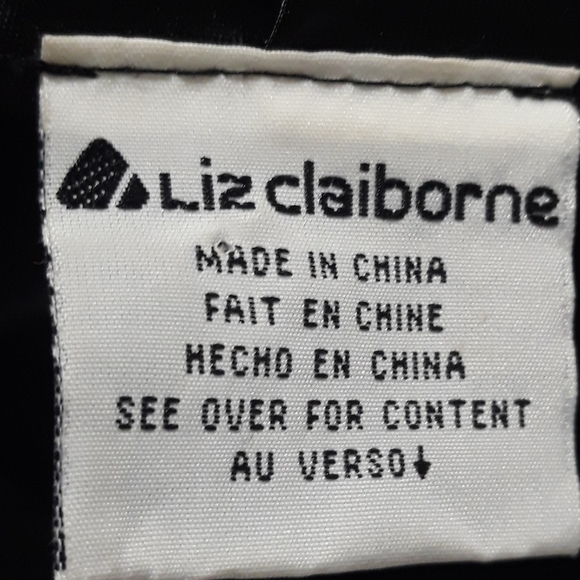 Liz claiborne
MADE IN CHINA
FAIT EN CHINE
HECHO EN CHINA
SEE OVER FOR CONTENT
AU VERSO↓